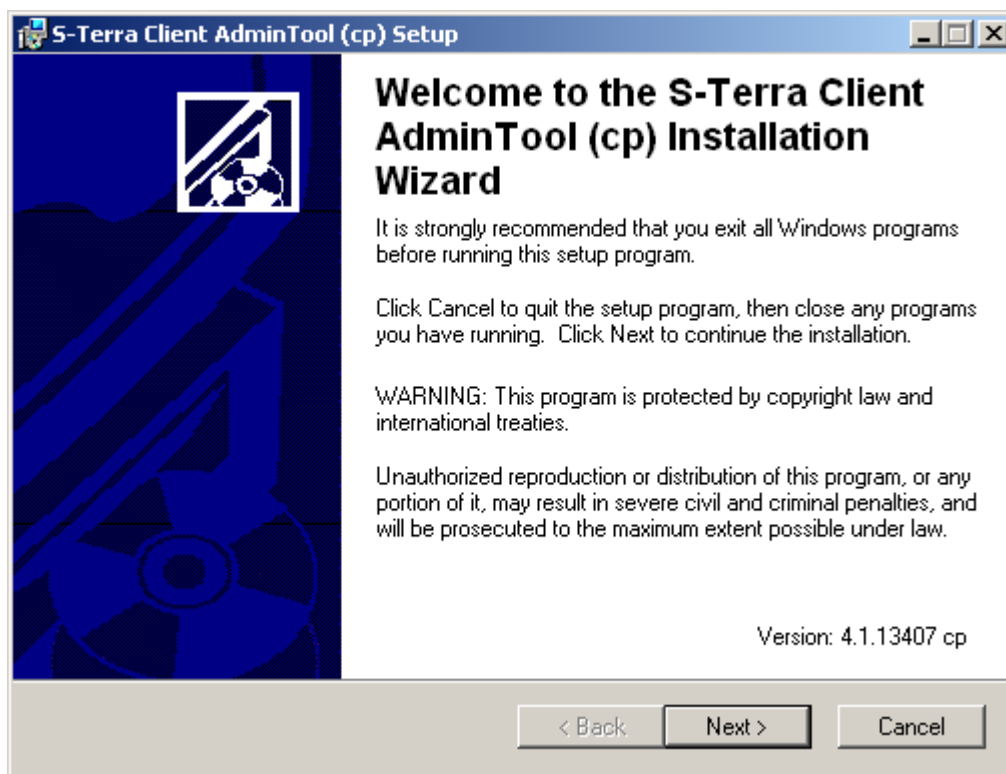 S-Terra Client AdminTool (cp) Setup
Welcome to the S-Terra Client
AdminTool (cp) Installation
Wizard
It is strongly recommended that you exit all Windows programs
before running this setup program.
Click Cancel to quit the setup program, then close any programs
you have running.  Click Next to continue the installation.
WARNING: This program is protected by copyright law and
international treaties.
Unauthorized reproduction or distribution of this program, or any
portion of it, may result in severe civil and criminal penalties, and
will be prosecuted to the maximum extent possible under law.
Version: 4.1.13407 cp
< Back Next > Cancel